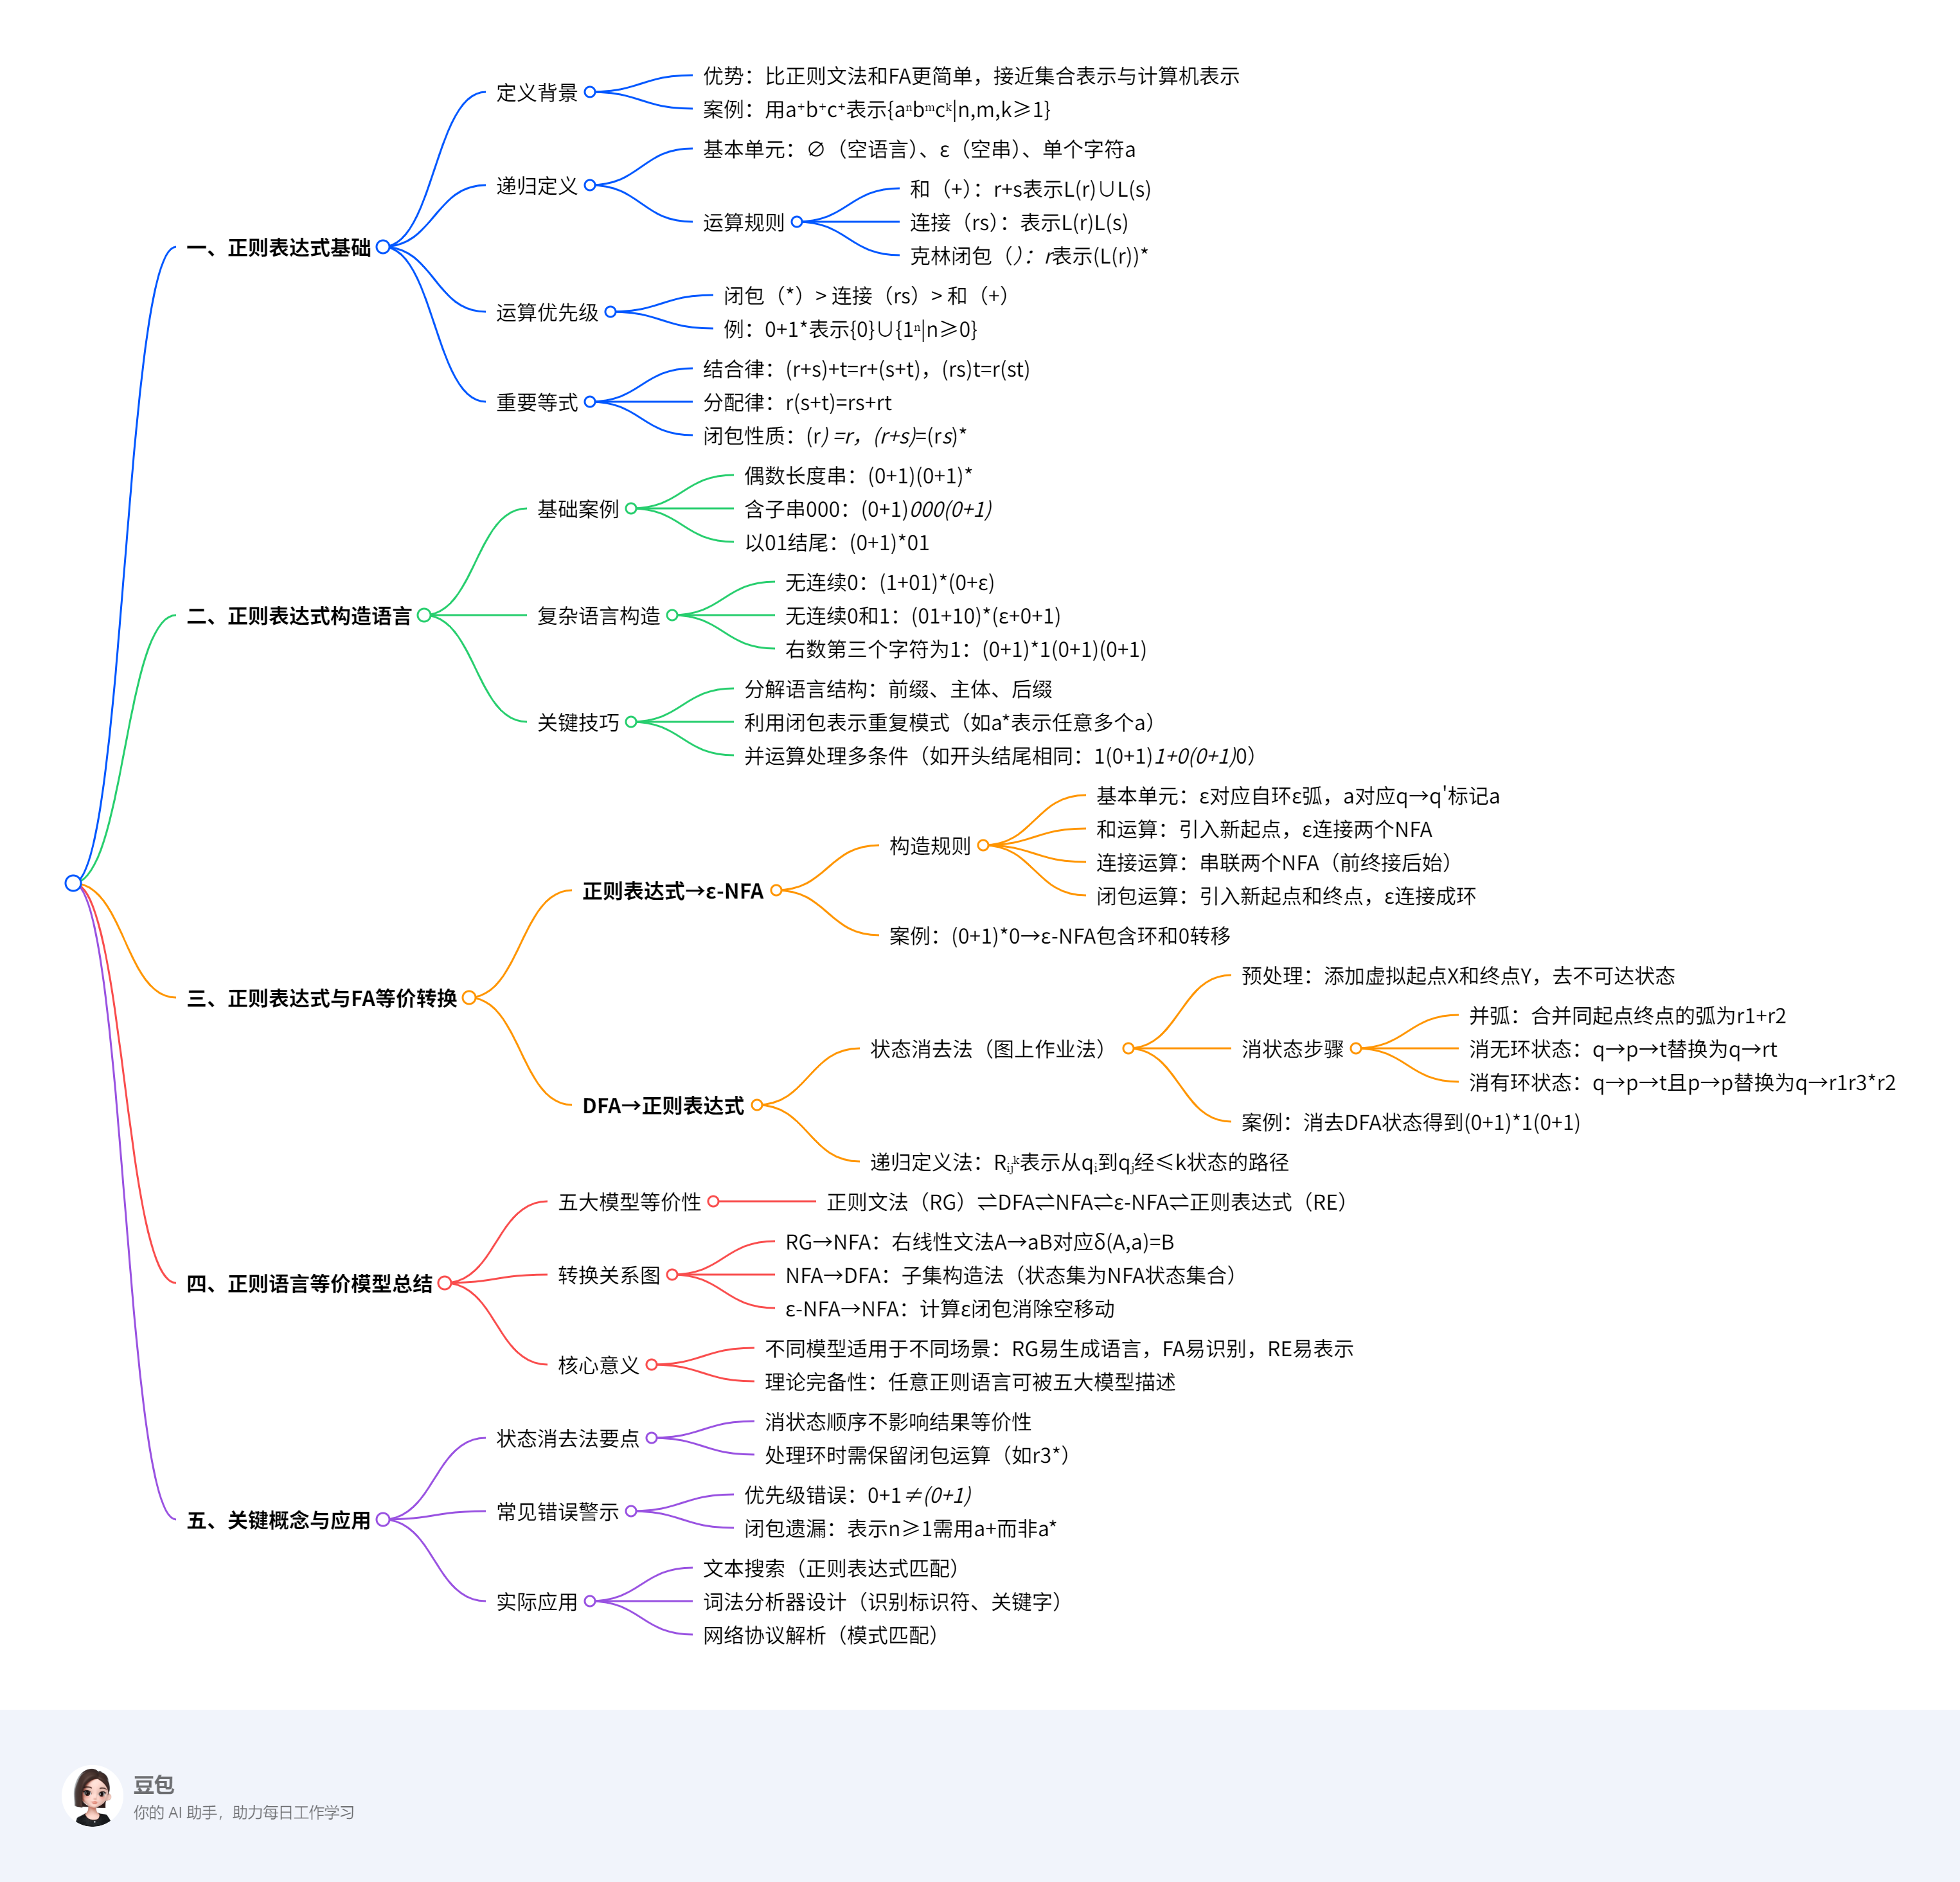 一、正则表达式基础
定义背景
优势：比正则文法和FA更简单，接近集合表示与计算机表示
案例：用a⁺b⁺c⁺表示{aⁿbᵐcᵏ|n,m,k≥1}
递归定义
基本单元：∅（空语言）、ε（空串）、单个字符a
运算规则
和（+）：r+s表示L(r)∪L(s)
连接（rs）：表示L(r)L(s)
克林闭包（）：r表示(L(r))*
运算优先级
闭包（*）> 连接（rs）> 和（+）
例：0+1*表示{0}∪{1ⁿ|n≥0}
重要等式
结合律：(r+s)+t=r+(s+t)，(rs)t=r(st)
分配律：r(s+t)=rs+rt
闭包性质：(r) =r，(r+s)=(rs)*
二、正则表达式构造语言
基础案例
偶数长度串：(0+1)(0+1)*
含子串000：(0+1)000(0+1)
以01结尾：(0+1)*01
复杂语言构造
无连续0：(1+01)*(0+ε)
无连续0和1：(01+10)*(ε+0+1)
右数第三个字符为1：(0+1)*1(0+1)(0+1)
关键技巧
分解语言结构：前缀、主体、后缀
利用闭包表示重复模式（如a*表示任意多个a）
并运算处理多条件（如开头结尾相同：1(0+1)1+0(0+1)0）
三、正则表达式与FA等价转换
正则表达式→ε-NFA
构造规则
基本单元：ε对应自环ε弧，a对应q→q'标记a
和运算：引入新起点，ε连接两个NFA
连接运算：串联两个NFA（前终接后始）
闭包运算：引入新起点和终点，ε连接成环
案例：(0+1)*0→ε-NFA包含环和0转移
DFA→正则表达式
状态消去法（图上作业法）
预处理：添加虚拟起点X和终点Y，去不可达状态
消状态步骤
并弧：合并同起点终点的弧为r1+r2
消无环状态：q→p→t替换为q→rt
消有环状态：q→p→t且p→p替换为q→r1r3*r2
案例：消去DFA状态得到(0+1)*1(0+1)
递归定义法：Rᵢⱼᵏ表示从qᵢ到qⱼ经≤k状态的路径
四、正则语言等价模型总结
五大模型等价性
正则文法（RG）⇌DFA⇌NFA⇌ε-NFA⇌正则表达式（RE）
转换关系图
RG→NFA：右线性文法A→aB对应δ(A,a)=B
NFA→DFA：子集构造法（状态集为NFA状态集合）
ε-NFA→NFA：计算ε闭包消除空移动
核心意义
不同模型适用于不同场景：RG易生成语言，FA易识别，RE易表示
理论完备性：任意正则语言可被五大模型描述
五、关键概念与应用
状态消去法要点
消状态顺序不影响结果等价性
处理环时需保留闭包运算（如r3*）
常见错误警示
优先级错误：0+1≠(0+1)
闭包遗漏：表示n≥1需用a+而非a*
实际应用
文本搜索（正则表达式匹配）
词法分析器设计（识别标识符、关键字）
网络协议解析（模式匹配）
豆包
你的 AI 助手，助力每日工作学习